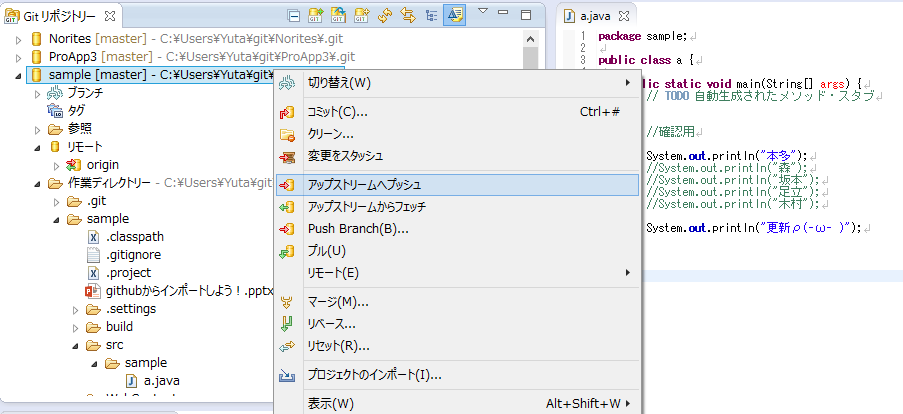 Git リポジトリー
Norites [master] - C:¥Users¥Yuta¥git¥Norites¥.git
ProApp3 [master] - C:¥Users¥Yuta¥git¥ProApp3¥.git
sample [master] - C:¥Users¥Yuta¥git¥
ブランチ
タグ
参照
リモート
origin
作業ディレクトリー - C:¥Users¥Yuta¥git
.git
sample
.classpath
.gitignore
.project
githubからインポートしよう！.pptx
.settings
build
src
sample
a.java
切り替え(W)
コミット(C)... Ctrl+#
クリーン...
変更をスタッシュ
アップストリームへプッシュ
アップストリームからフェッチ
Push Branch(B)...
プル(U)
リモート(E)
マージ(M)...
リベース...
リセット(R)...
プロジェクトのインポート(I)...
表示(W) Alt+Shift+W
a.java
1 package sample;
2
3 public class a {
lic static void main(String[] args) {
// TODO 自動生成されたメソッド・スタブ
//確認用
System.out.println("本多");
//System.out.println("森");
//System.out.println("坂本");
//System.out.println("足立");
//System.out.println("木村");
System.out.println("更新ρ(-ω- )");